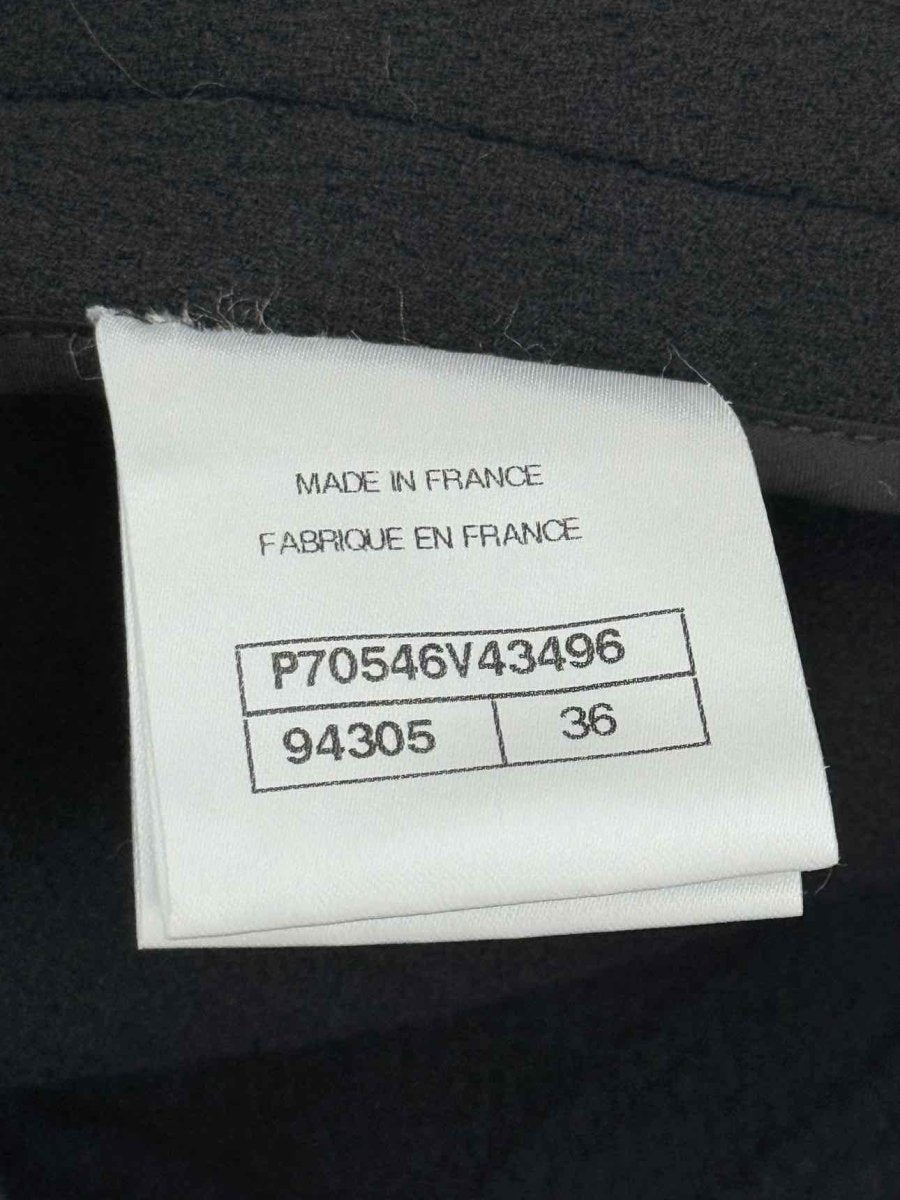 MADE IN FRANCE
FABRIQUE EN FRANCE
P70546V43496
94305 36